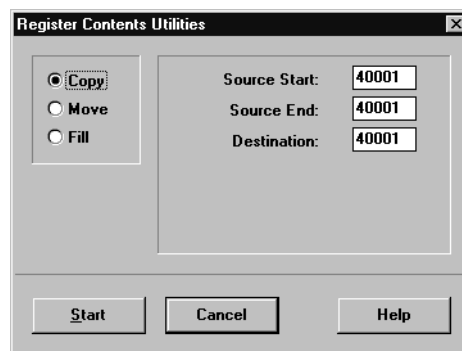 Register Contents Utilities
Copy
Move
Fill
Source Start: 40001
Source End: 40001
Destination: 40001
Start
Cancel
Help